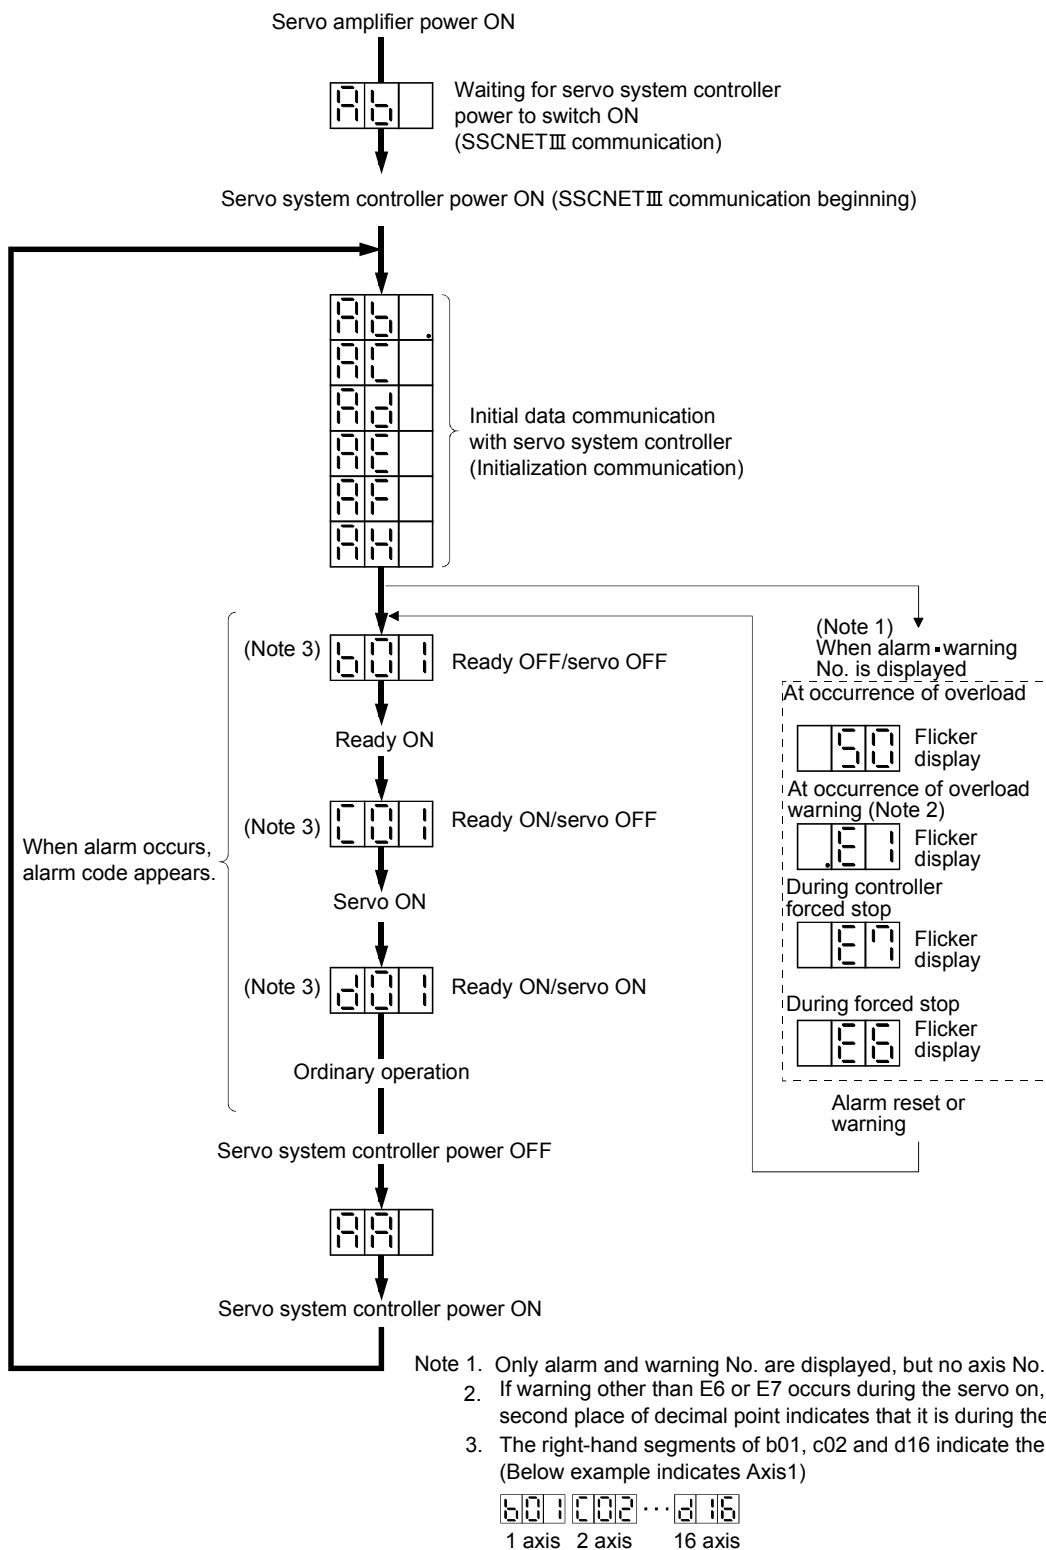 Servo amplifier power ON
Ab
Waiting for servo system controller
power to switch ON
(SSCNETⅢ communication)
Servo system controller power ON (SSCNETⅢ communication beginning)
Ab.
AC
Ad
AE
AF
AH
Initial data communication
with servo system controller
(Initialization communication)
(Note 3)
b01
Ready OFF/servo OFF
Ready ON
(Note 3)
C01
Ready ON/servo OFF
When alarm occurs,
alarm code appears.
Servo ON
(Note 3)
d01
Ready ON/servo ON
Ordinary operation
Servo system controller power OFF
AA
Servo system controller power ON
(Note 1)
When alarm▪warning
No. is displayed
At occurrence of overload
50
Flicker
display
At occurrence of overload
warning (Note 2)
.E1
Flicker
display
During controller
forced stop
E7
Flicker
display
During forced stop
E6
Flicker
display
Alarm reset or
warning
Note 1. Only alarm and warning No. are displayed, but no axis No.
2. If warning other than E6 or E7 occurs during the servo on,
second place of decimal point indicates that it is during the
3. The right-hand segments of b01, c02 and d16 indicate the
(Below example indicates Axis1)
b01 C02 ··· d16
1 axis 2 axis 16 axis